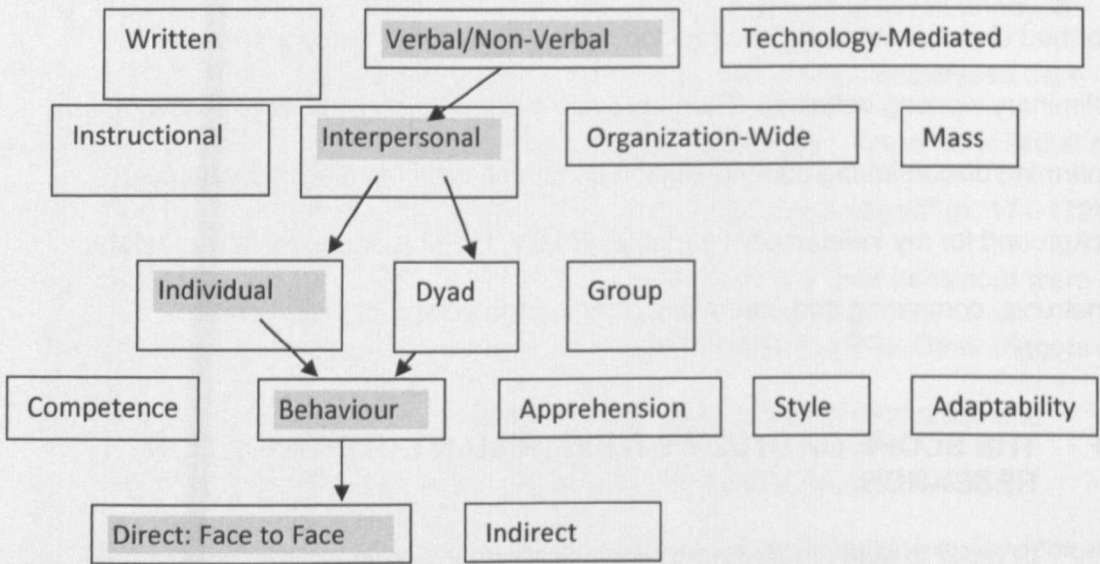 Written Verbal/Non-Verbal Technology-Mediated
Instructional Interpersonal Organization-Wide Mass
Individual Dyad Group
Competence Behaviour Apprehension Style Adaptability
Direct: Face to Face Indirect